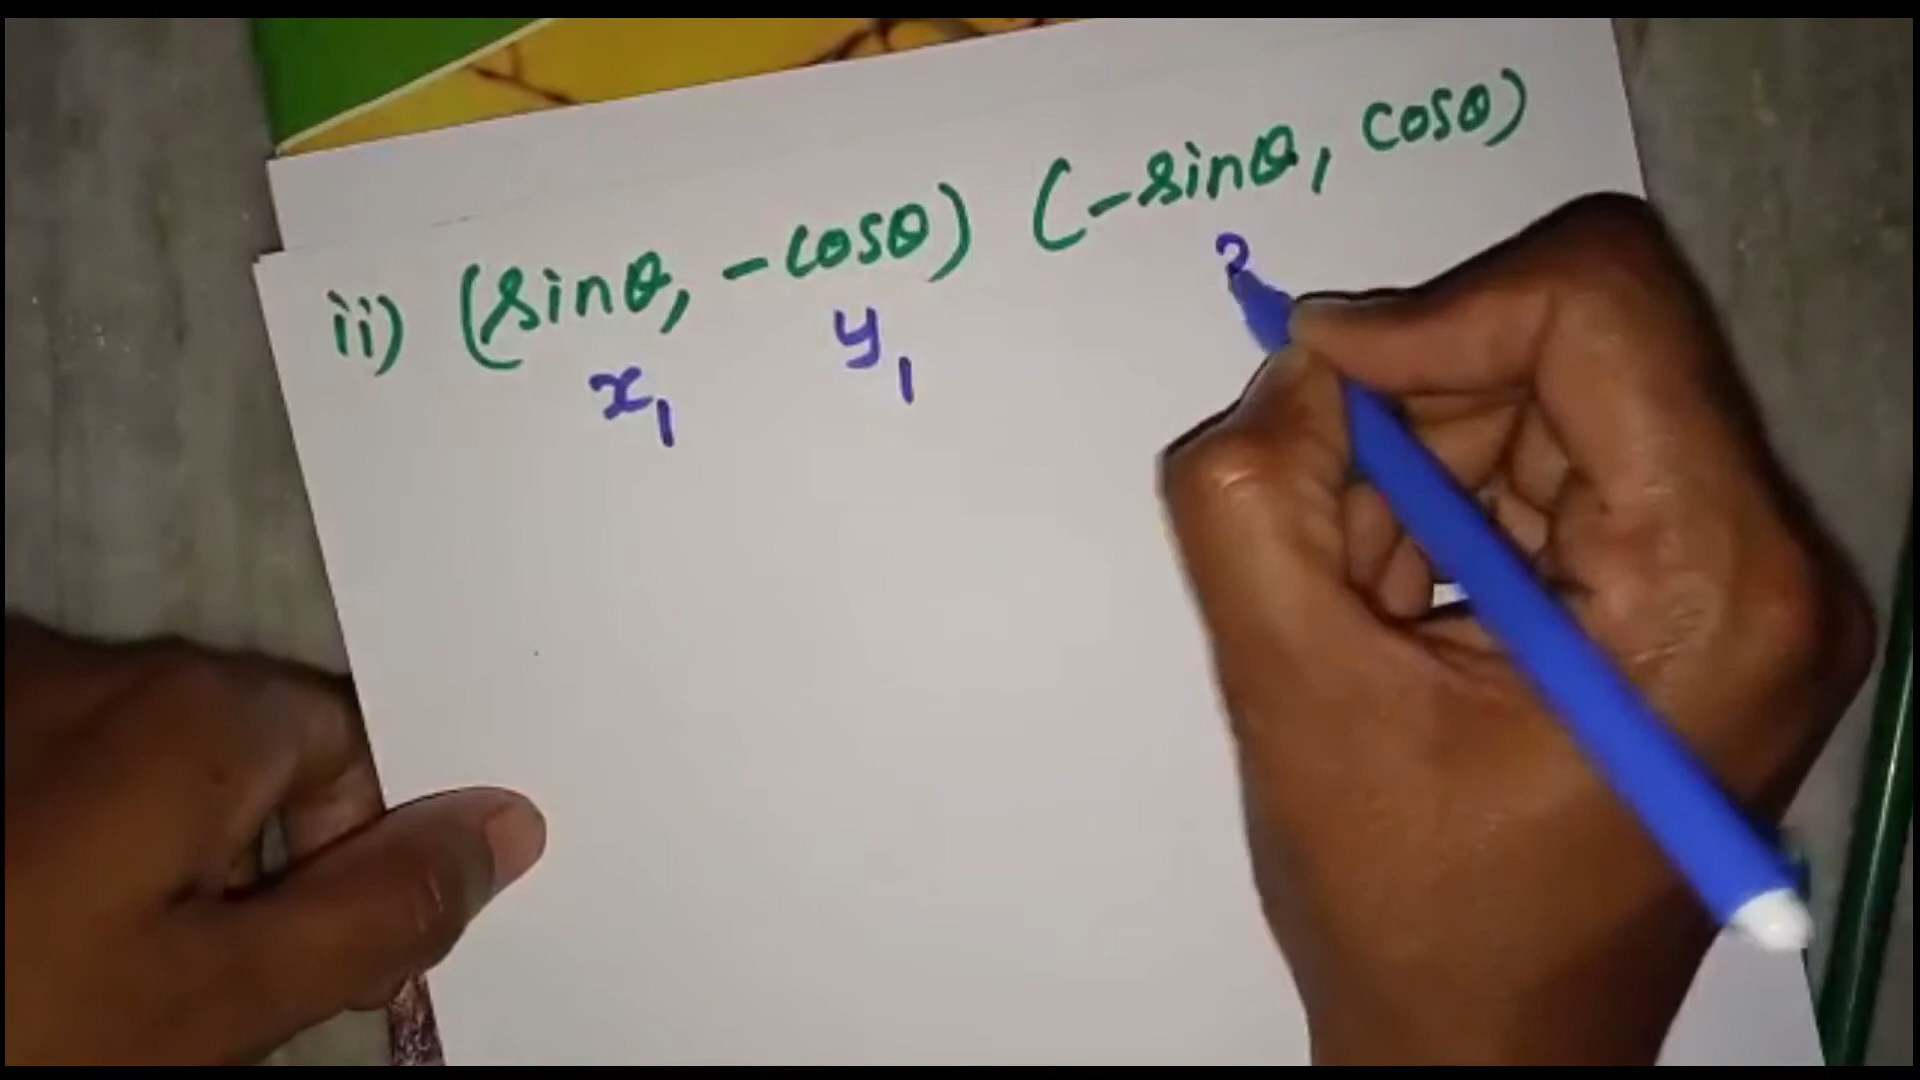 ii) (sinθ, -cosθ) (-sinθ, cosθ)
x₁ y₁